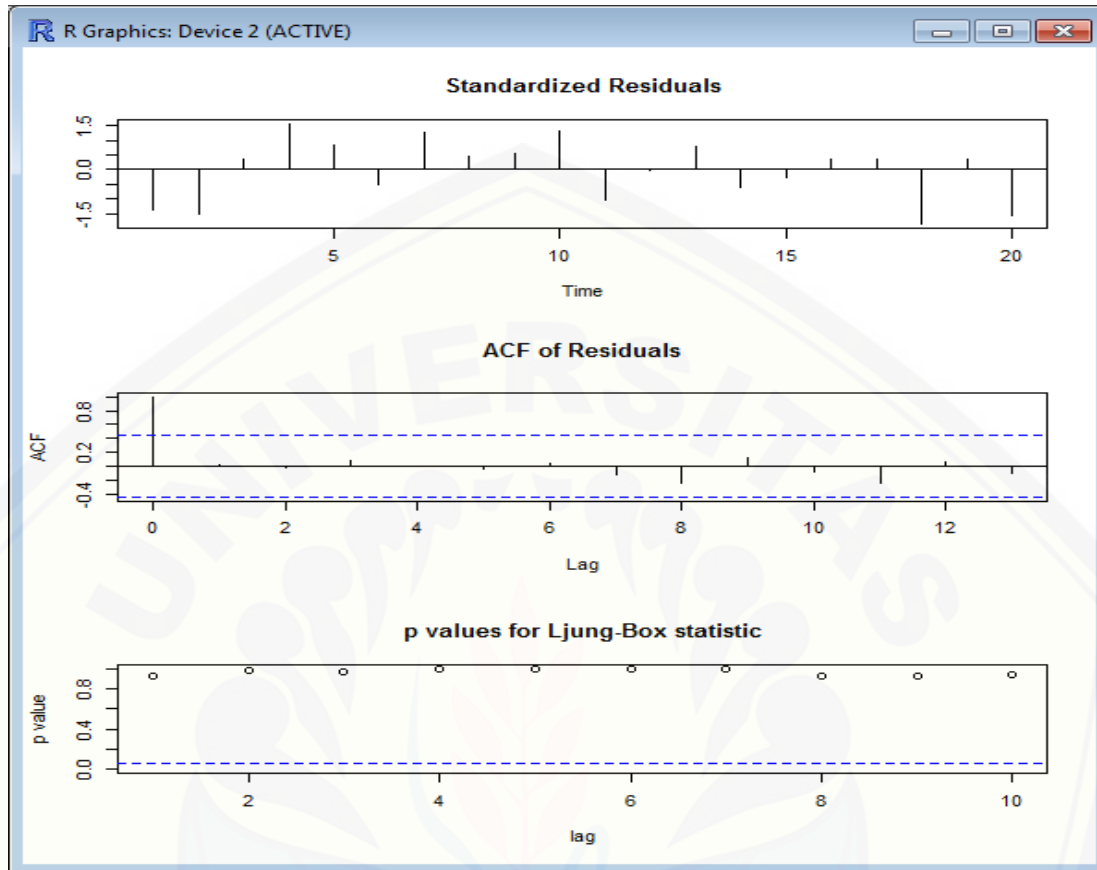 R Graphics: Device 2 (ACTIVE)
Standardized Residuals
1.5
0.0
-1.5
5 10 15 20
Time
ACF of Residuals
ACF
0.8
0.2
-0.4
0 2 4 6 8 10 12
Lag
p values for Ljung-Box statistic
p value
0.8
0.4
0.0
2 4 6 8 10
lag
UNIVERSITAS